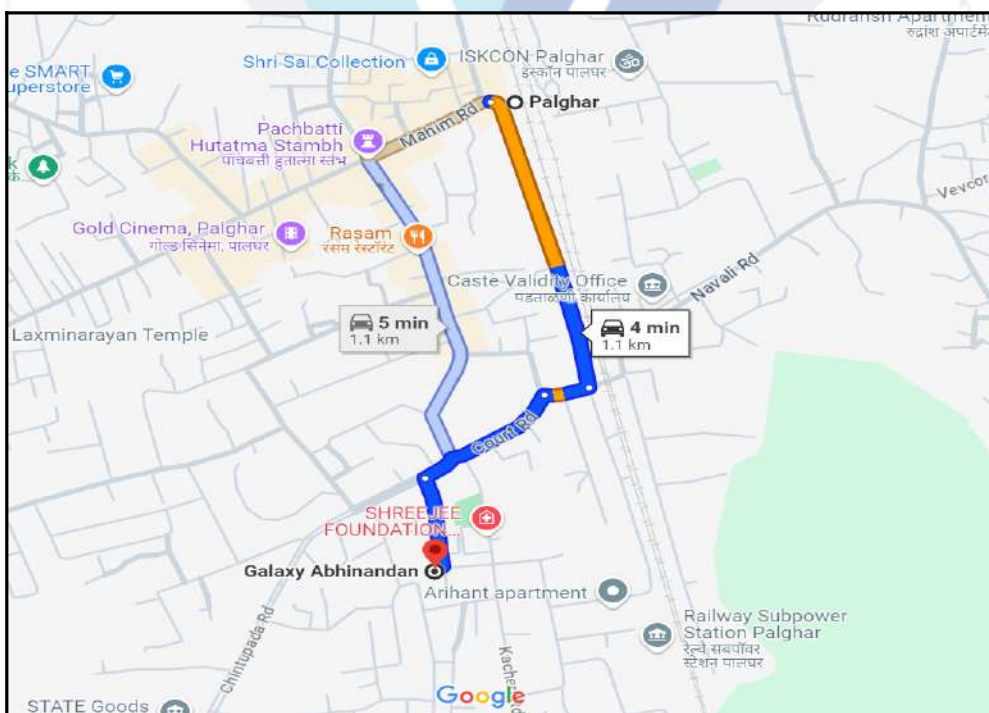 Rudransh Apartment
रुद्रांश अपार्टमें
Shri Sai Collection
ISKCON Palghar
इस्कॉन पालघर
e SMART
uperstore
Palghar
Mahim Rd
Pachbatti
Hutatma Stambh
पाचबत्ती हुतात्मा स्तंभ
Vevoor
Gold Cinema, Palghar
गोल्ड सिनेमा, पालघर
Rasam
रसम रेस्टॉरंट
Caste Validity Office
पडताळणी कार्यालय
Navali Rd
5 min
1.1 km
4 min
1.1 km
Laxminarayan Temple
Court Rd
SHREEJEE
FOUNDATION...
Galaxy Abhinandan
Arihant apartment
Railway Subpower
Station Palghar
रेल्वे सबपॉवर
स्टेशन पालघर
Chintupada Rd
Google
STATE Goods